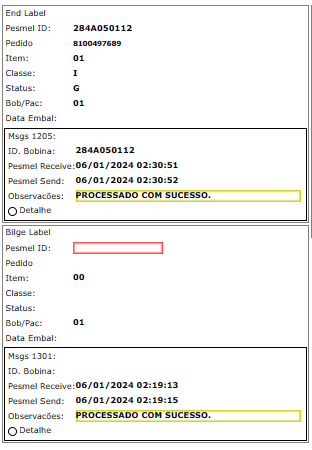 End Label
Pesmel ID: 284A050112
Pedido 8100497689
Item: 01
Classe: I
Status: G
Bob/Pac: 01
Data Embal:
Msgs 1205:
ID. Bobina: 284A050112
Pesmel Receive: 06/01/2024 02:30:51
Pesmel Send: 06/01/2024 02:30:52
Observacões: PROCESSADO COM SUCESSO.
Detalhe
Bilge Label
Pesmel ID:
Pedido
Item: 00
Classe:
Status:
Bob/Pac: 01
Data Embal:
Msgs 1301:
ID. Bobina:
Pesmel Receive: 06/01/2024 02:19:13
Pesmel Send: 06/01/2024 02:19:15
Observacões: PROCESSADO COM SUCESSO.
Detalhe